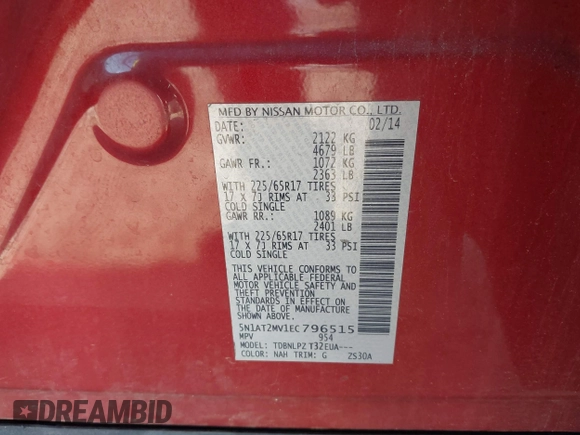 MFD BY NISSAN MOTOR CO., LTD.
DATE: 02/14
GVWR: 2122 KG
4679 LB
GAWR FR.: 1072 KG
2363 LB
WITH 225/65R17 TIRES
17 X 7J RIMS AT 33 PSI
COLD SINGLE
GAWR RR.: 1089 KG
2401 LB
WITH 225/65R17 TIRES
17 X 7J RIMS AT 33 PSI
COLD SINGLE
THIS VEHICLE CONFORMS TO
ALL APPLICABLE FEDERAL
MOTOR VEHICLE SAFETY
STANDARDS IN EFFECT ON THE
DATE OF MANUFACTURE SHOWN
ABOVE.
5N1AT2MV1EC796515
MPV 954
MODEL: TDBNLP2 T32EUA---
COLOR: NAH TRIM: G ZS30A
DREAMBID